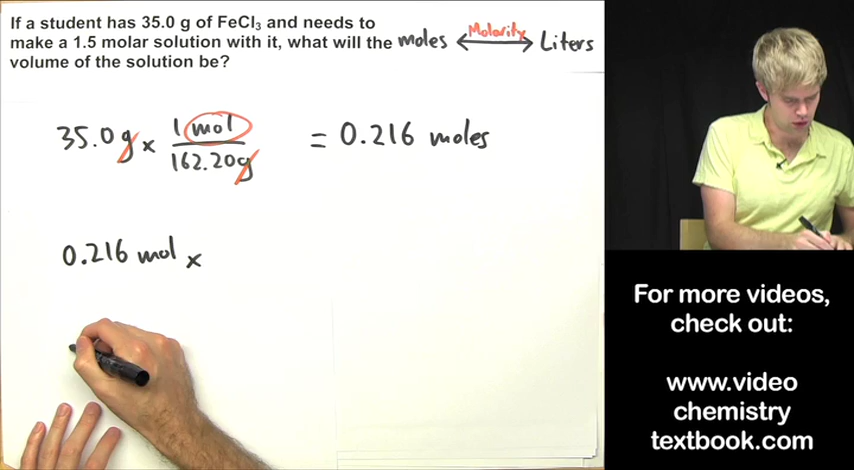 If a student has 35.0 g of FeCl₃ and needs to
make a 1.5 molar solution with it, what will the
volume of the solution be?
moles Molarity Liters
35.0g x 1 mol / 162.20g = 0.216 moles
0.216 mol x
For more videos,
check out:
www.video
chemistry
textbook.com